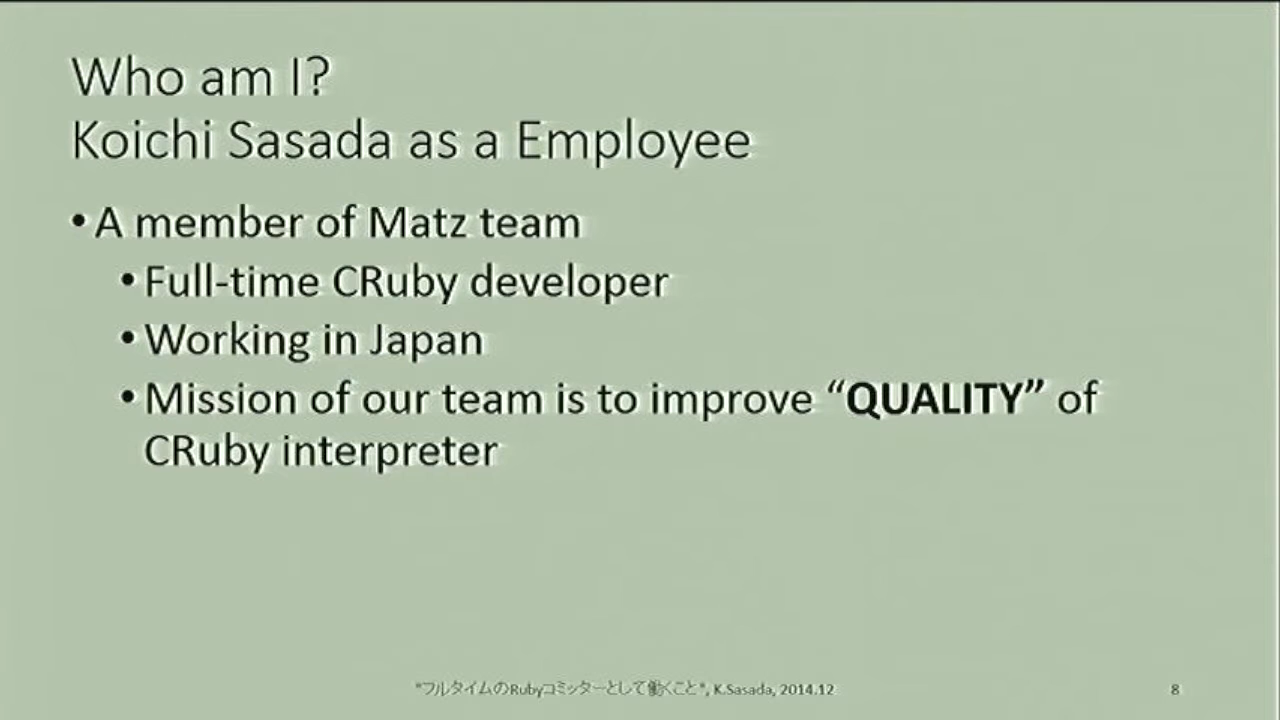 Who am I?
Koichi Sasada as a Employee
• A member of Matz team
• Full-time CRuby developer
• Working in Japan
• Mission of our team is to improve “QUALITY” of
CRuby interpreter
"フルタイムのRubyコミッターとして働くこと", K.Sasada, 2014.12
8